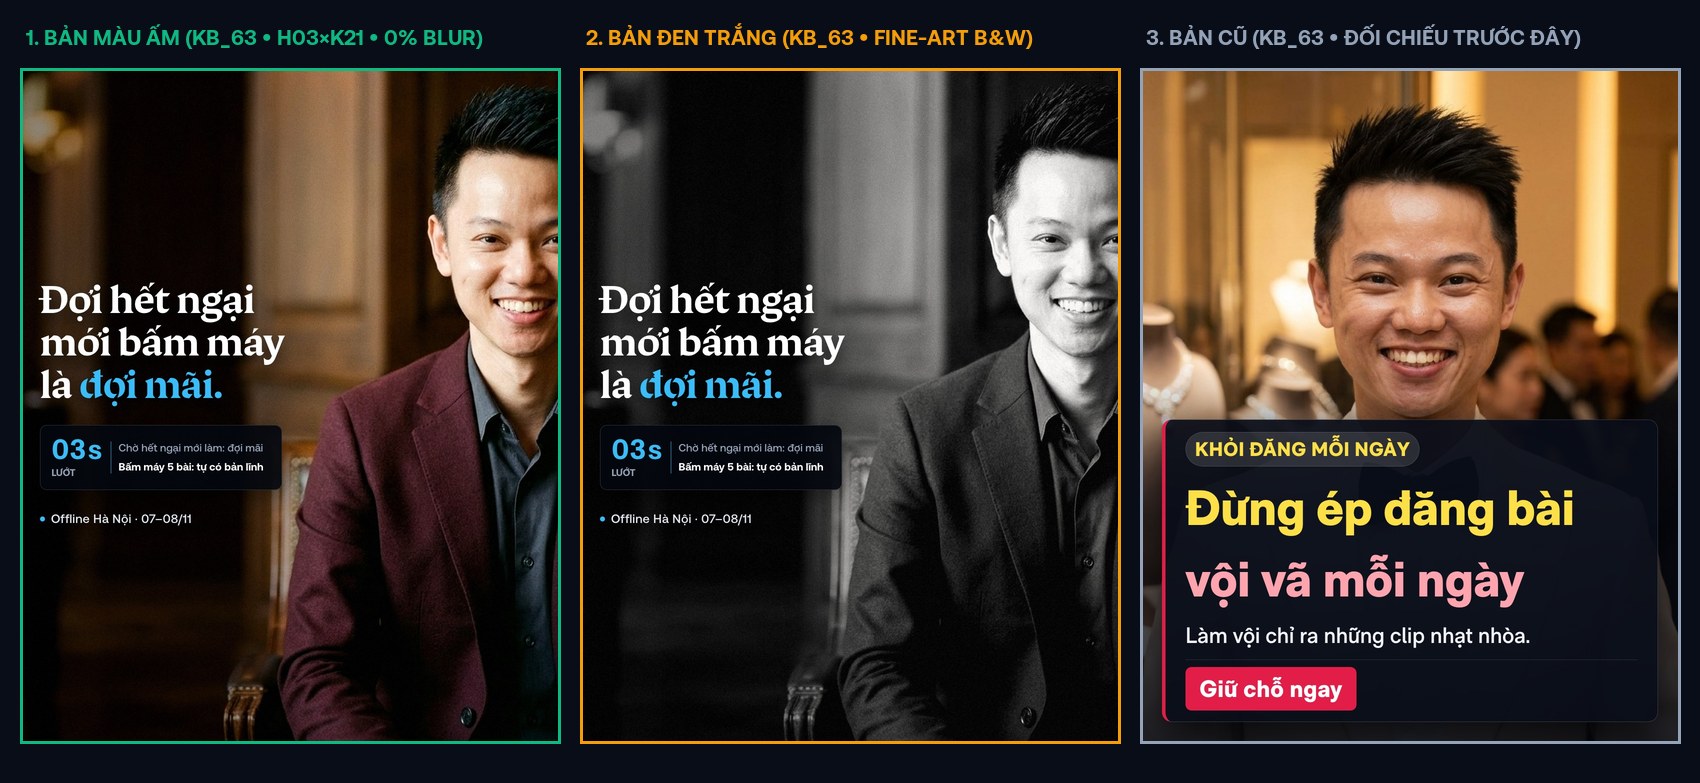 1. BẢN MÀU ẤM (KB_63 • H03×K21 • 0% BLUR)
Đợi hết ngại
mới bấm máy
là đợi mãi.
03s
LƯỚT
Chờ hết ngại mới làm: đợi mãi
Bấm máy 5 bài: tự có bản lĩnh
• Offline Hà Nội · 07–08/11
2. BẢN ĐEN TRẮNG (KB_63 • FINE-ART B&W)
Đợi hết ngại
mới bấm máy
là đợi mãi.
03s
LƯỚT
Chờ hết ngại mới làm: đợi mãi
Bấm máy 5 bài: tự có bản lĩnh
• Offline Hà Nội · 07–08/11
3. BẢN CŨ (KB_63 • ĐỐI CHIẾU TRƯỚC ĐÂY)
KHỎI ĐĂNG MỖI NGÀY
Đừng ép đăng bài
vội vã mỗi ngày
Làm vội chỉ ra những clip nhạt nhòa.
Giữ chỗ ngay